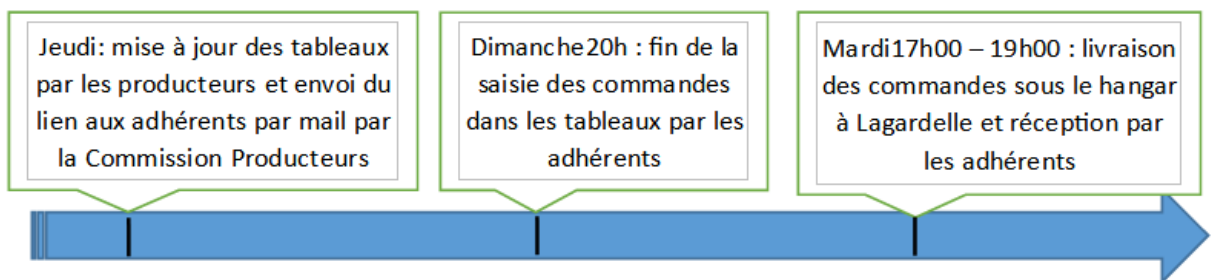 Jeudi: mise à jour des tableaux
par les producteurs et envoi du
lien aux adhérents par mail par
la Commission Producteurs
Dimanche20h : fin de la
saisie des commandes
dans les tableaux par les
adhérents
Mardi17h00 – 19h00 : livraison
des commandes sous le hangar
à Lagardelle et réception par
les adhérents